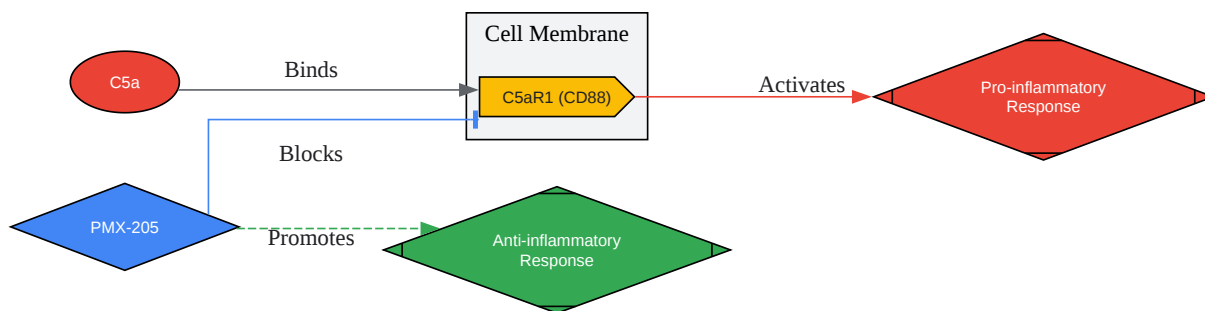 Cell Membrane
C5a
Binds
C5aR1 (CD88)
Activates
Pro-inflammatory
Response
Blocks
PMX-205
Promotes
Anti-inflammatory
Response